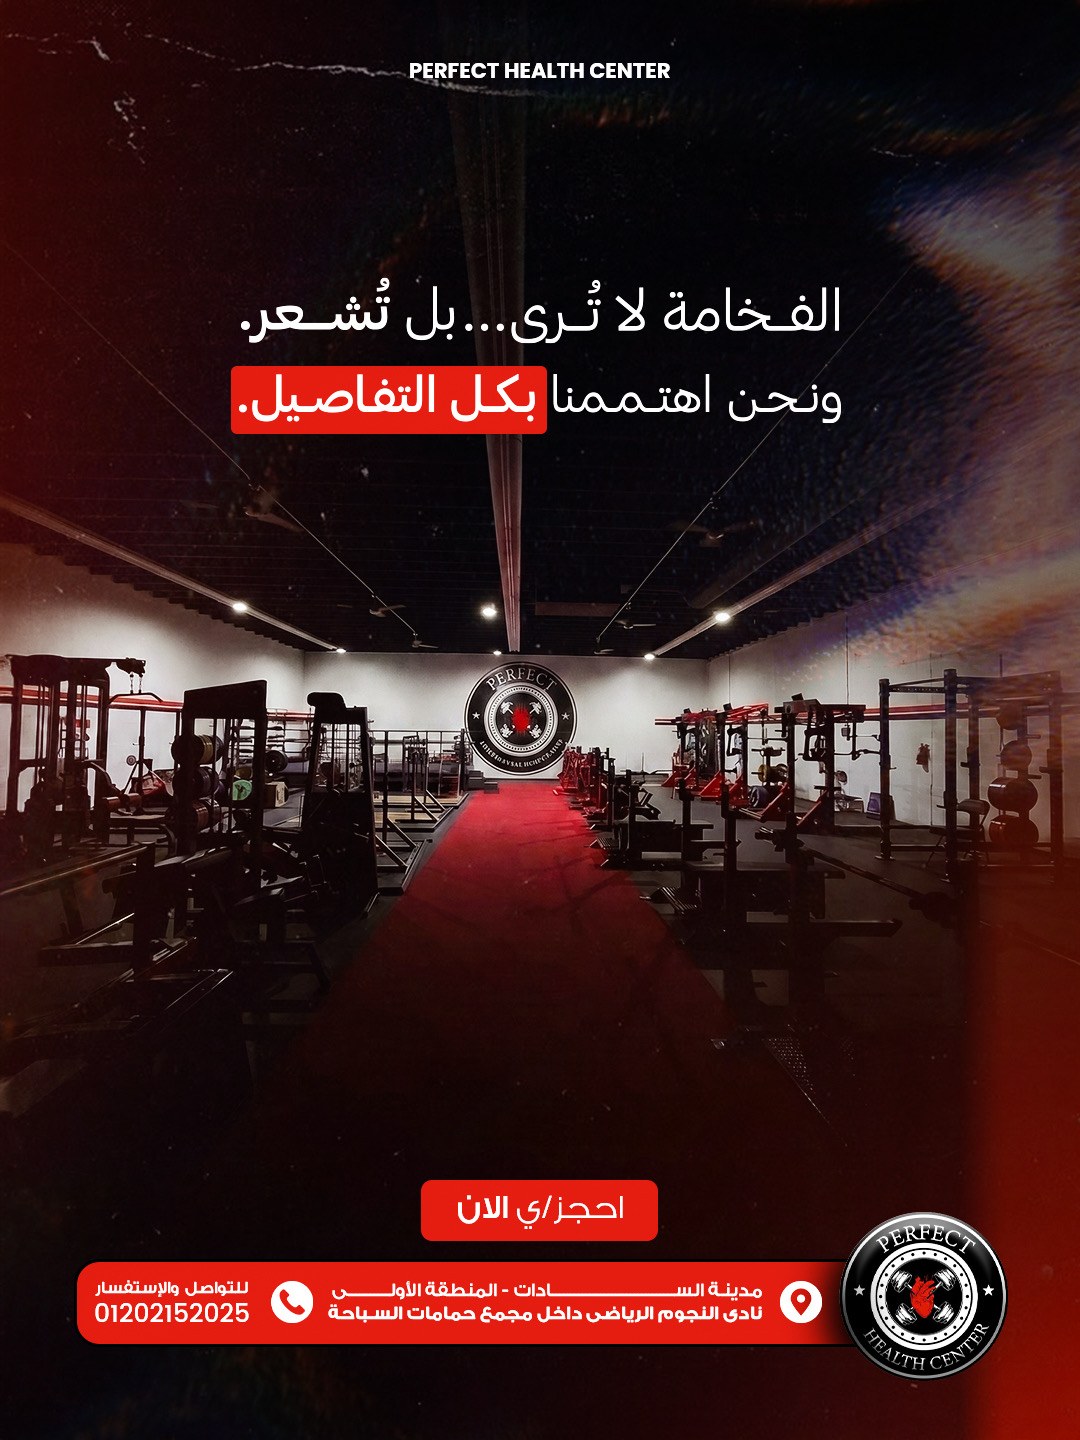 PERFECT HEALTH CENTER
الفخامة لا تُرى...بل تُشعر.
ونحن اهتممنا بكل التفاصيل.
PERFECT
احجز/ي الان
مدينة السادات - المنطقة الأولى
نادى النجوم الرياضى داخل مجمع حمامات السباحة
للتواصل والإستفسار
01202152025
PERFECT
HEALTH CENTER